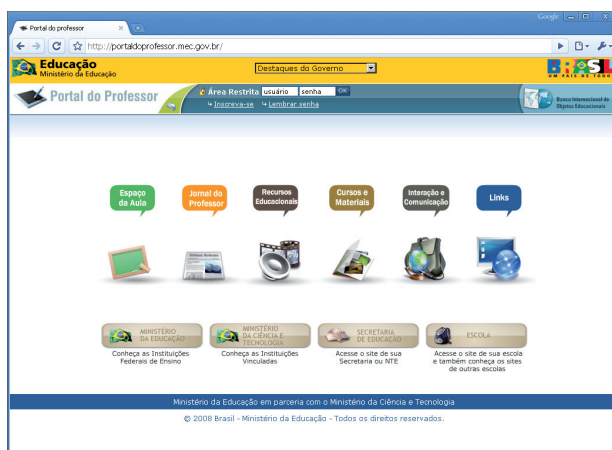 Google
Portal do professor
http://portaldoprofessor.mec.gov.br/
Educação
Ministério da Educação
Destaques do Governo
BRASIL
UM PAÍS DE TODOS
Portal do Professor
Área Restrita usuário senha OK
Inscreva-se Lembrar senha
Banco Internacional de
Objetos Educacionais
Espaço
da Aula
Jornal do
Professor
Recursos
Educacionais
Cursos e
Materiais
Interação e
Comunicação
Links
MINISTÉRIO
DA EDUCAÇÃO
MINISTÉRIO
DA CIÊNCIA E
TECNOLOGIA
SECRETARIA
DE EDUCAÇÃO
ESCOLA
Conheça as Instituições
Federais de Ensino
Conheça as Instituições
Vinculadas
Acesse o site de sua
Secretaria ou NTE
Acesse o site de sua escola
e também conheça os sites
de outras escolas
Ministério da Educação em parceria com o Ministério da Ciência e Tecnologia
© 2008 Brasil - Ministério da Educação - Todos os direitos reservados.